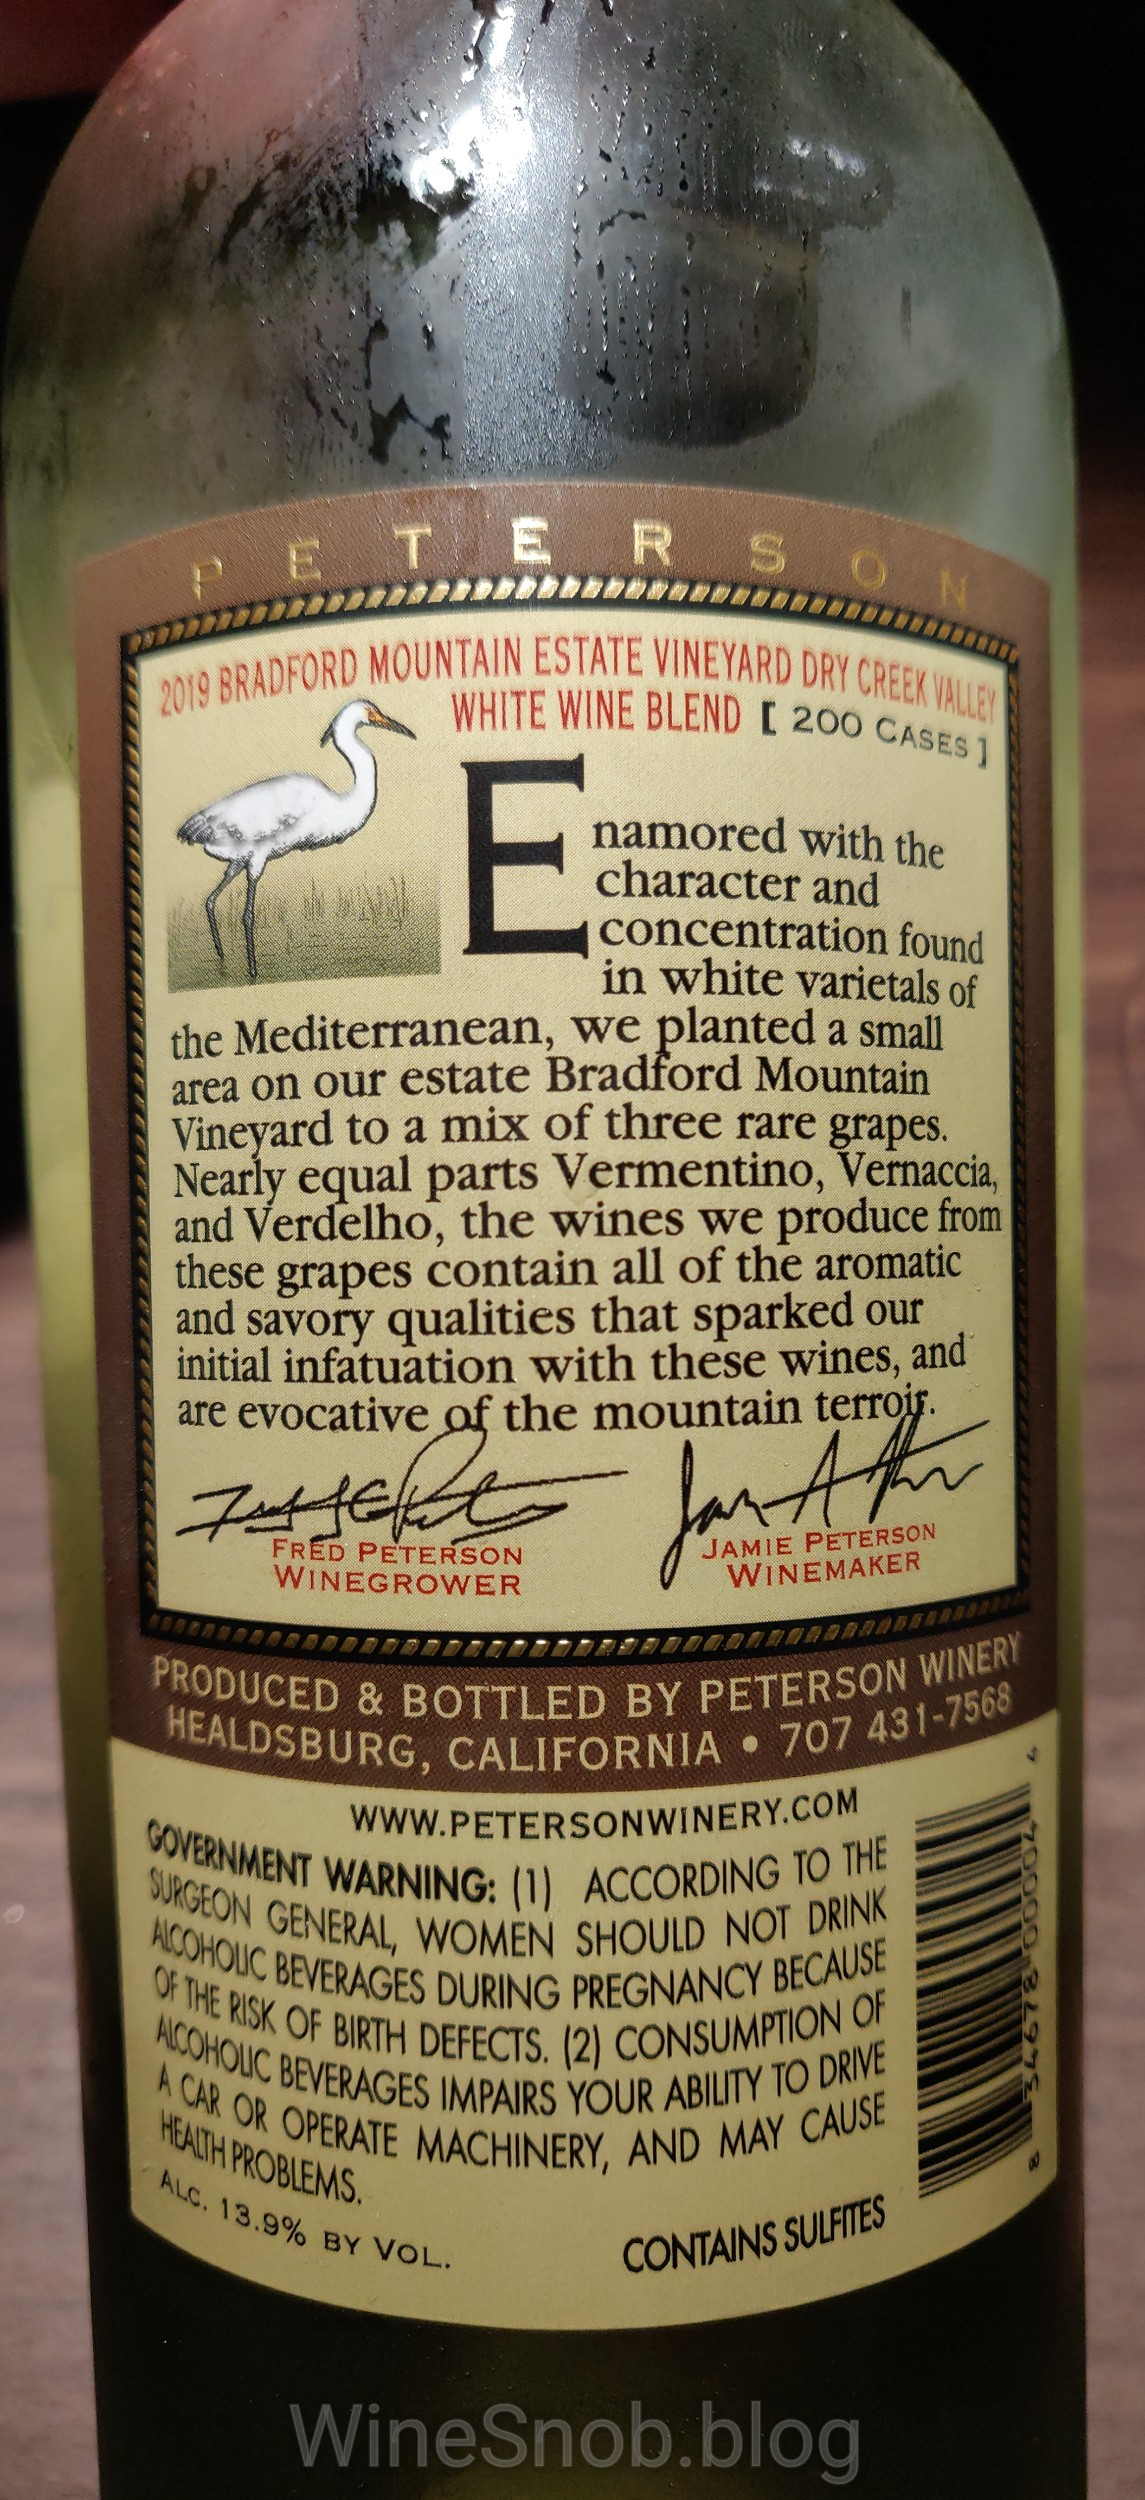 PETERSON
2019 BRADFORD MOUNTAIN ESTATE VINEYARD DRY CREEK VALLEY
WHITE WINE BLEND [ 200 CASES ]
Enamored with the
character and
concentration found
in white varietals of
the Mediterranean, we planted a small
area on our estate Bradford Mountain
Vineyard to a mix of three rare grapes.
Nearly equal parts Vermentino, Vernaccia,
and Verdelho, the wines we produce from
these grapes contain all of the aromatic
and savory qualities that sparked our
initial infatuation with these wines, and
are evocative of the mountain terroir.
FRED PETERSON
WINEGROWER
JAMIE PETERSON
WINEMAKER
PRODUCED & BOTTLED BY PETERSON WINERY
HEALDSBURG, CALIFORNIA • 707 431-7568
WWW.PETERSONWINERY.COM
GOVERNMENT WARNING: (1) ACCORDING TO THE
SURGEON GENERAL, WOMEN SHOULD NOT DRINK
ALCOHOLIC BEVERAGES DURING PREGNANCY BECAUSE
OF THE RISK OF BIRTH DEFECTS. (2) CONSUMPTION OF
ALCOHOLIC BEVERAGES IMPAIRS YOUR ABILITY TO DRIVE
A CAR OR OPERATE MACHINERY, AND MAY CAUSE
HEALTH PROBLEMS.
ALC. 13.9% BY VOL.
CONTAINS SULFITES
8 34678 00004 4
WineSnob.blog